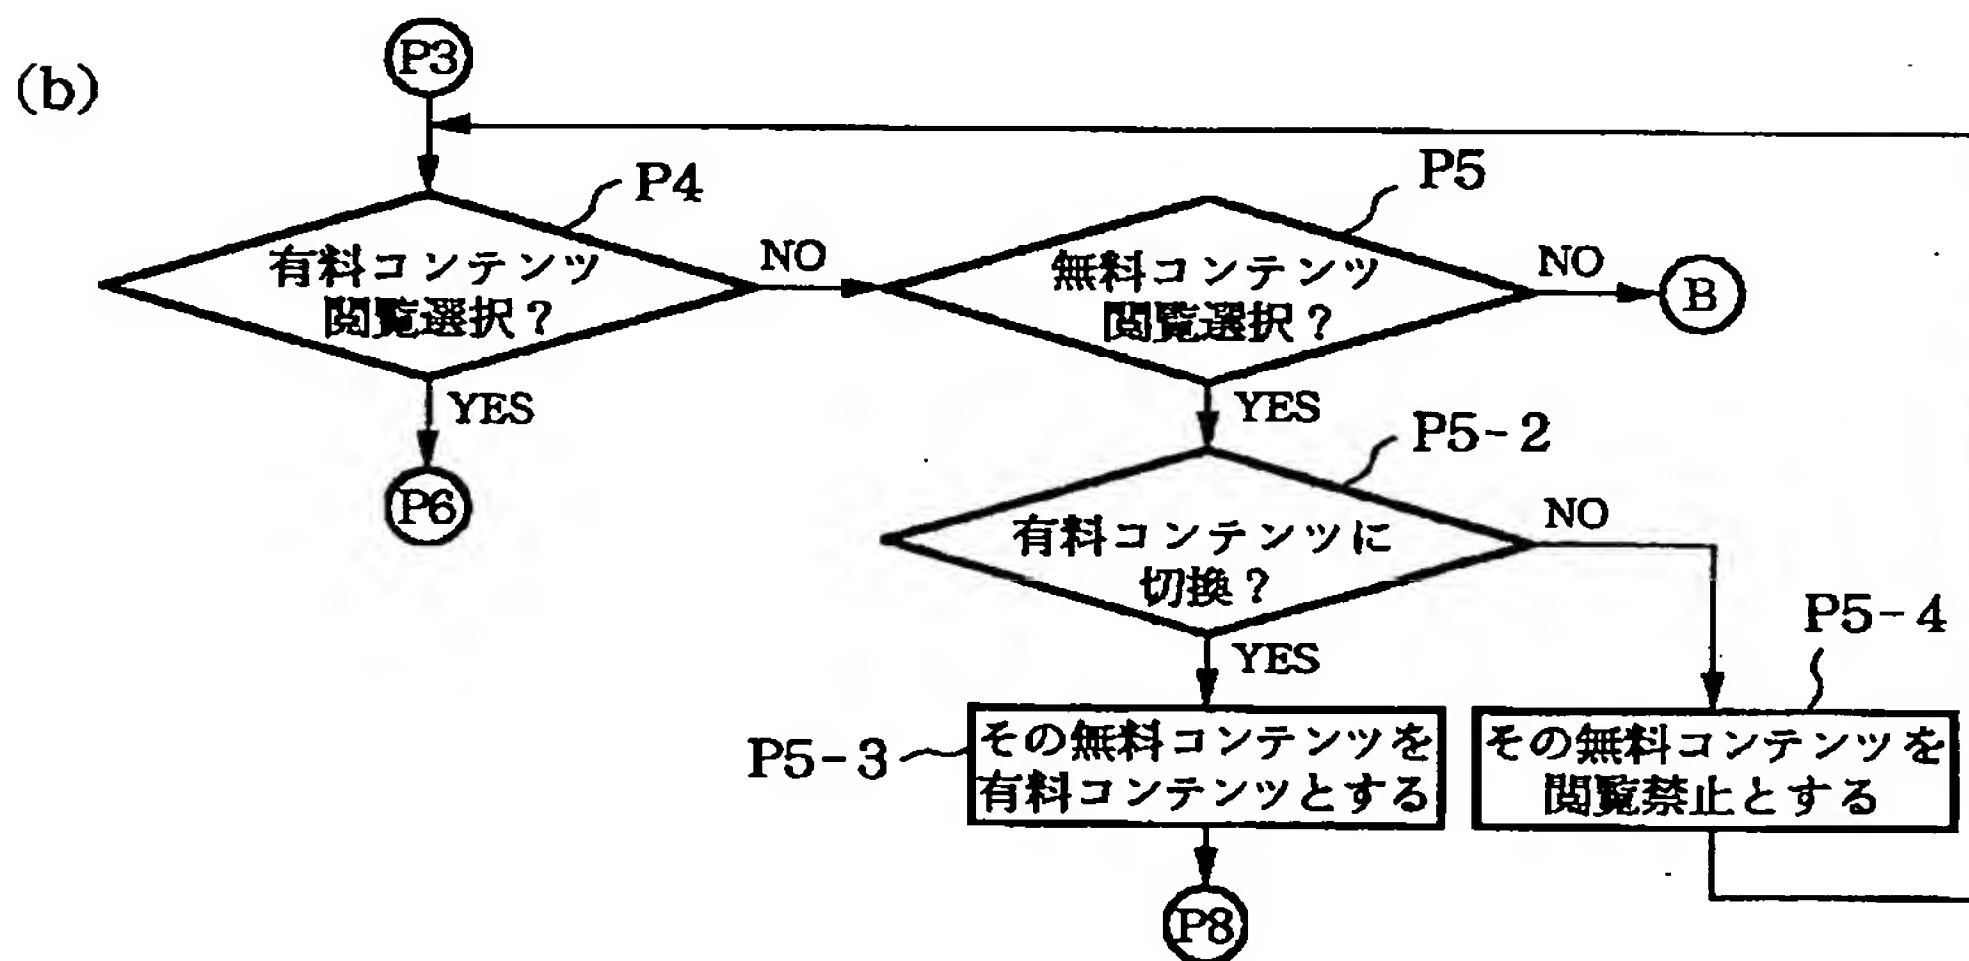 (b)
P3
P4
有料コンテンツ
閲覧選択？
NO
YES
P6
P5
無料コンテンツ
閲覧選択？
NO
B
YES
P5-2
有料コンテンツに
切換？
NO
YES
P5-3
その無料コンテンツを
有料コンテンツとする
P5-4
その無料コンテンツを
閲覧禁止とする
P8